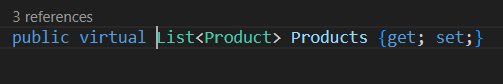 3 references
public virtual List<Product> Products {get; set;}